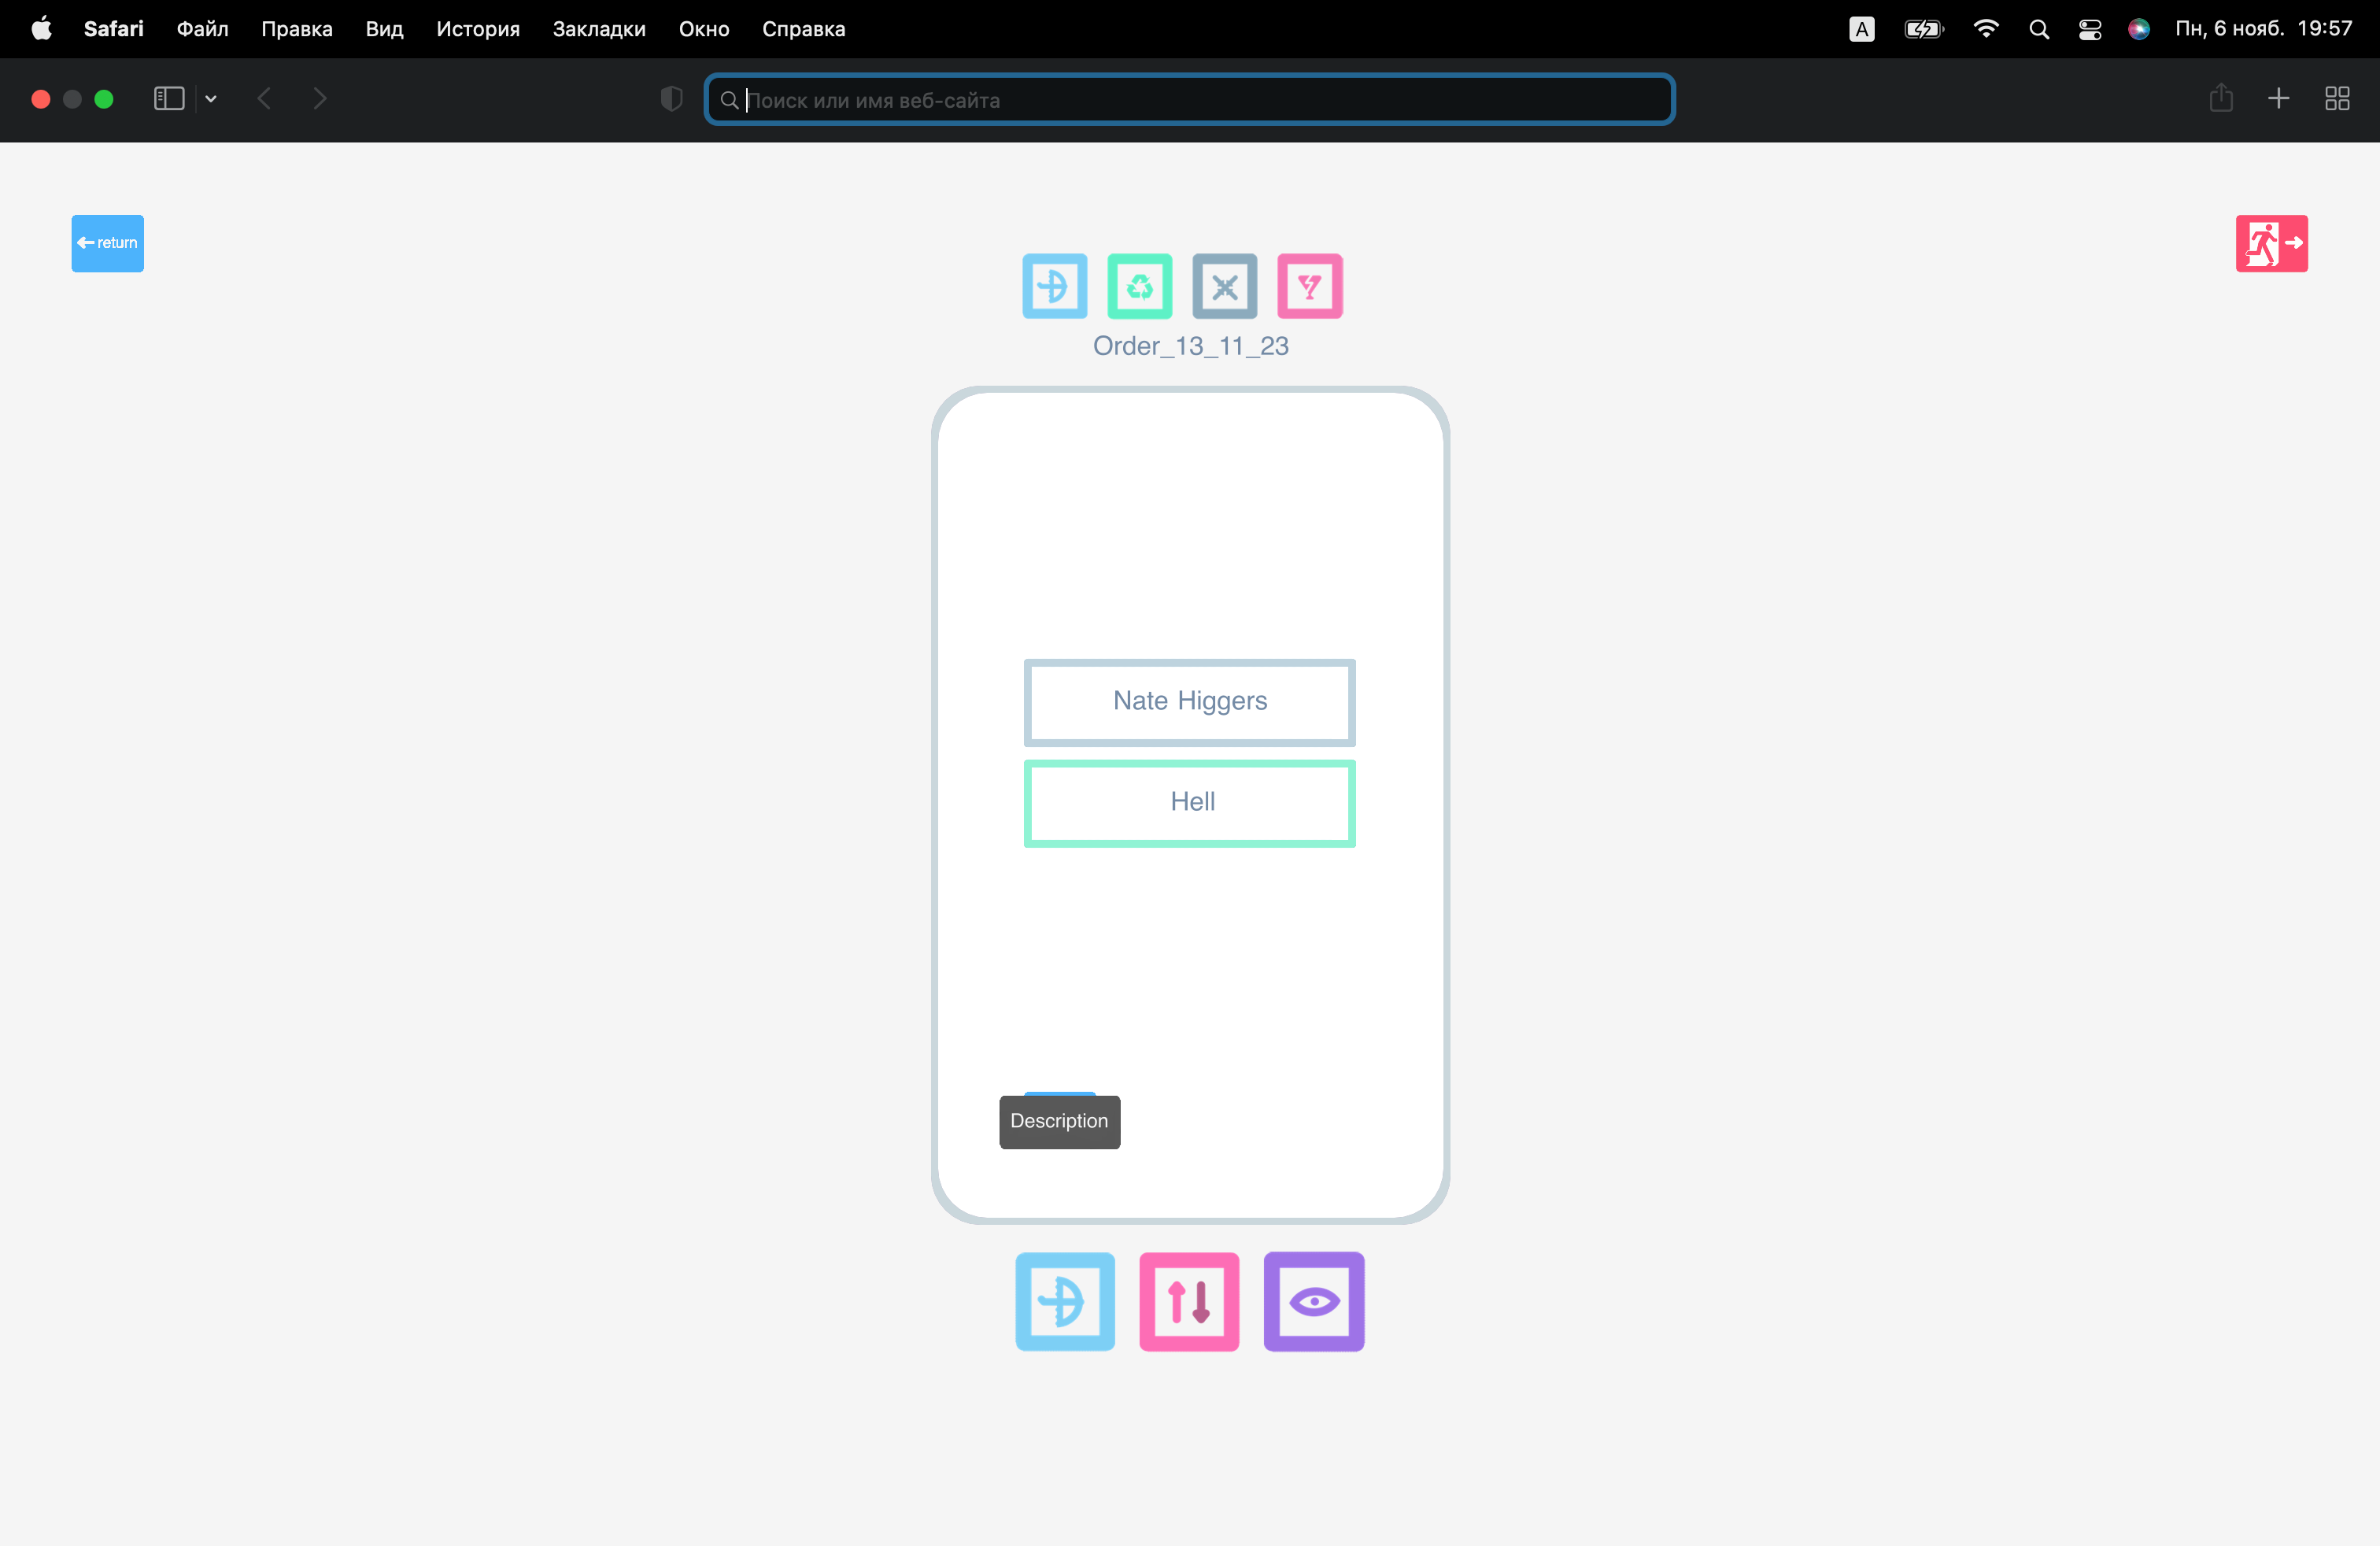 Safari Файл Правка Вид История Закладки Окно Справка A Пн, 6 нояб. 19:57
Поиск или имя веб-сайта
return
Order_13_11_23
Nate Higgers
Hell
Description